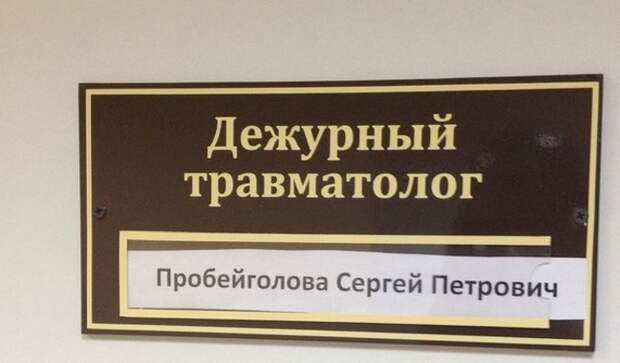 Дежурный
травматолог
Пробейголова Сергей Петрович